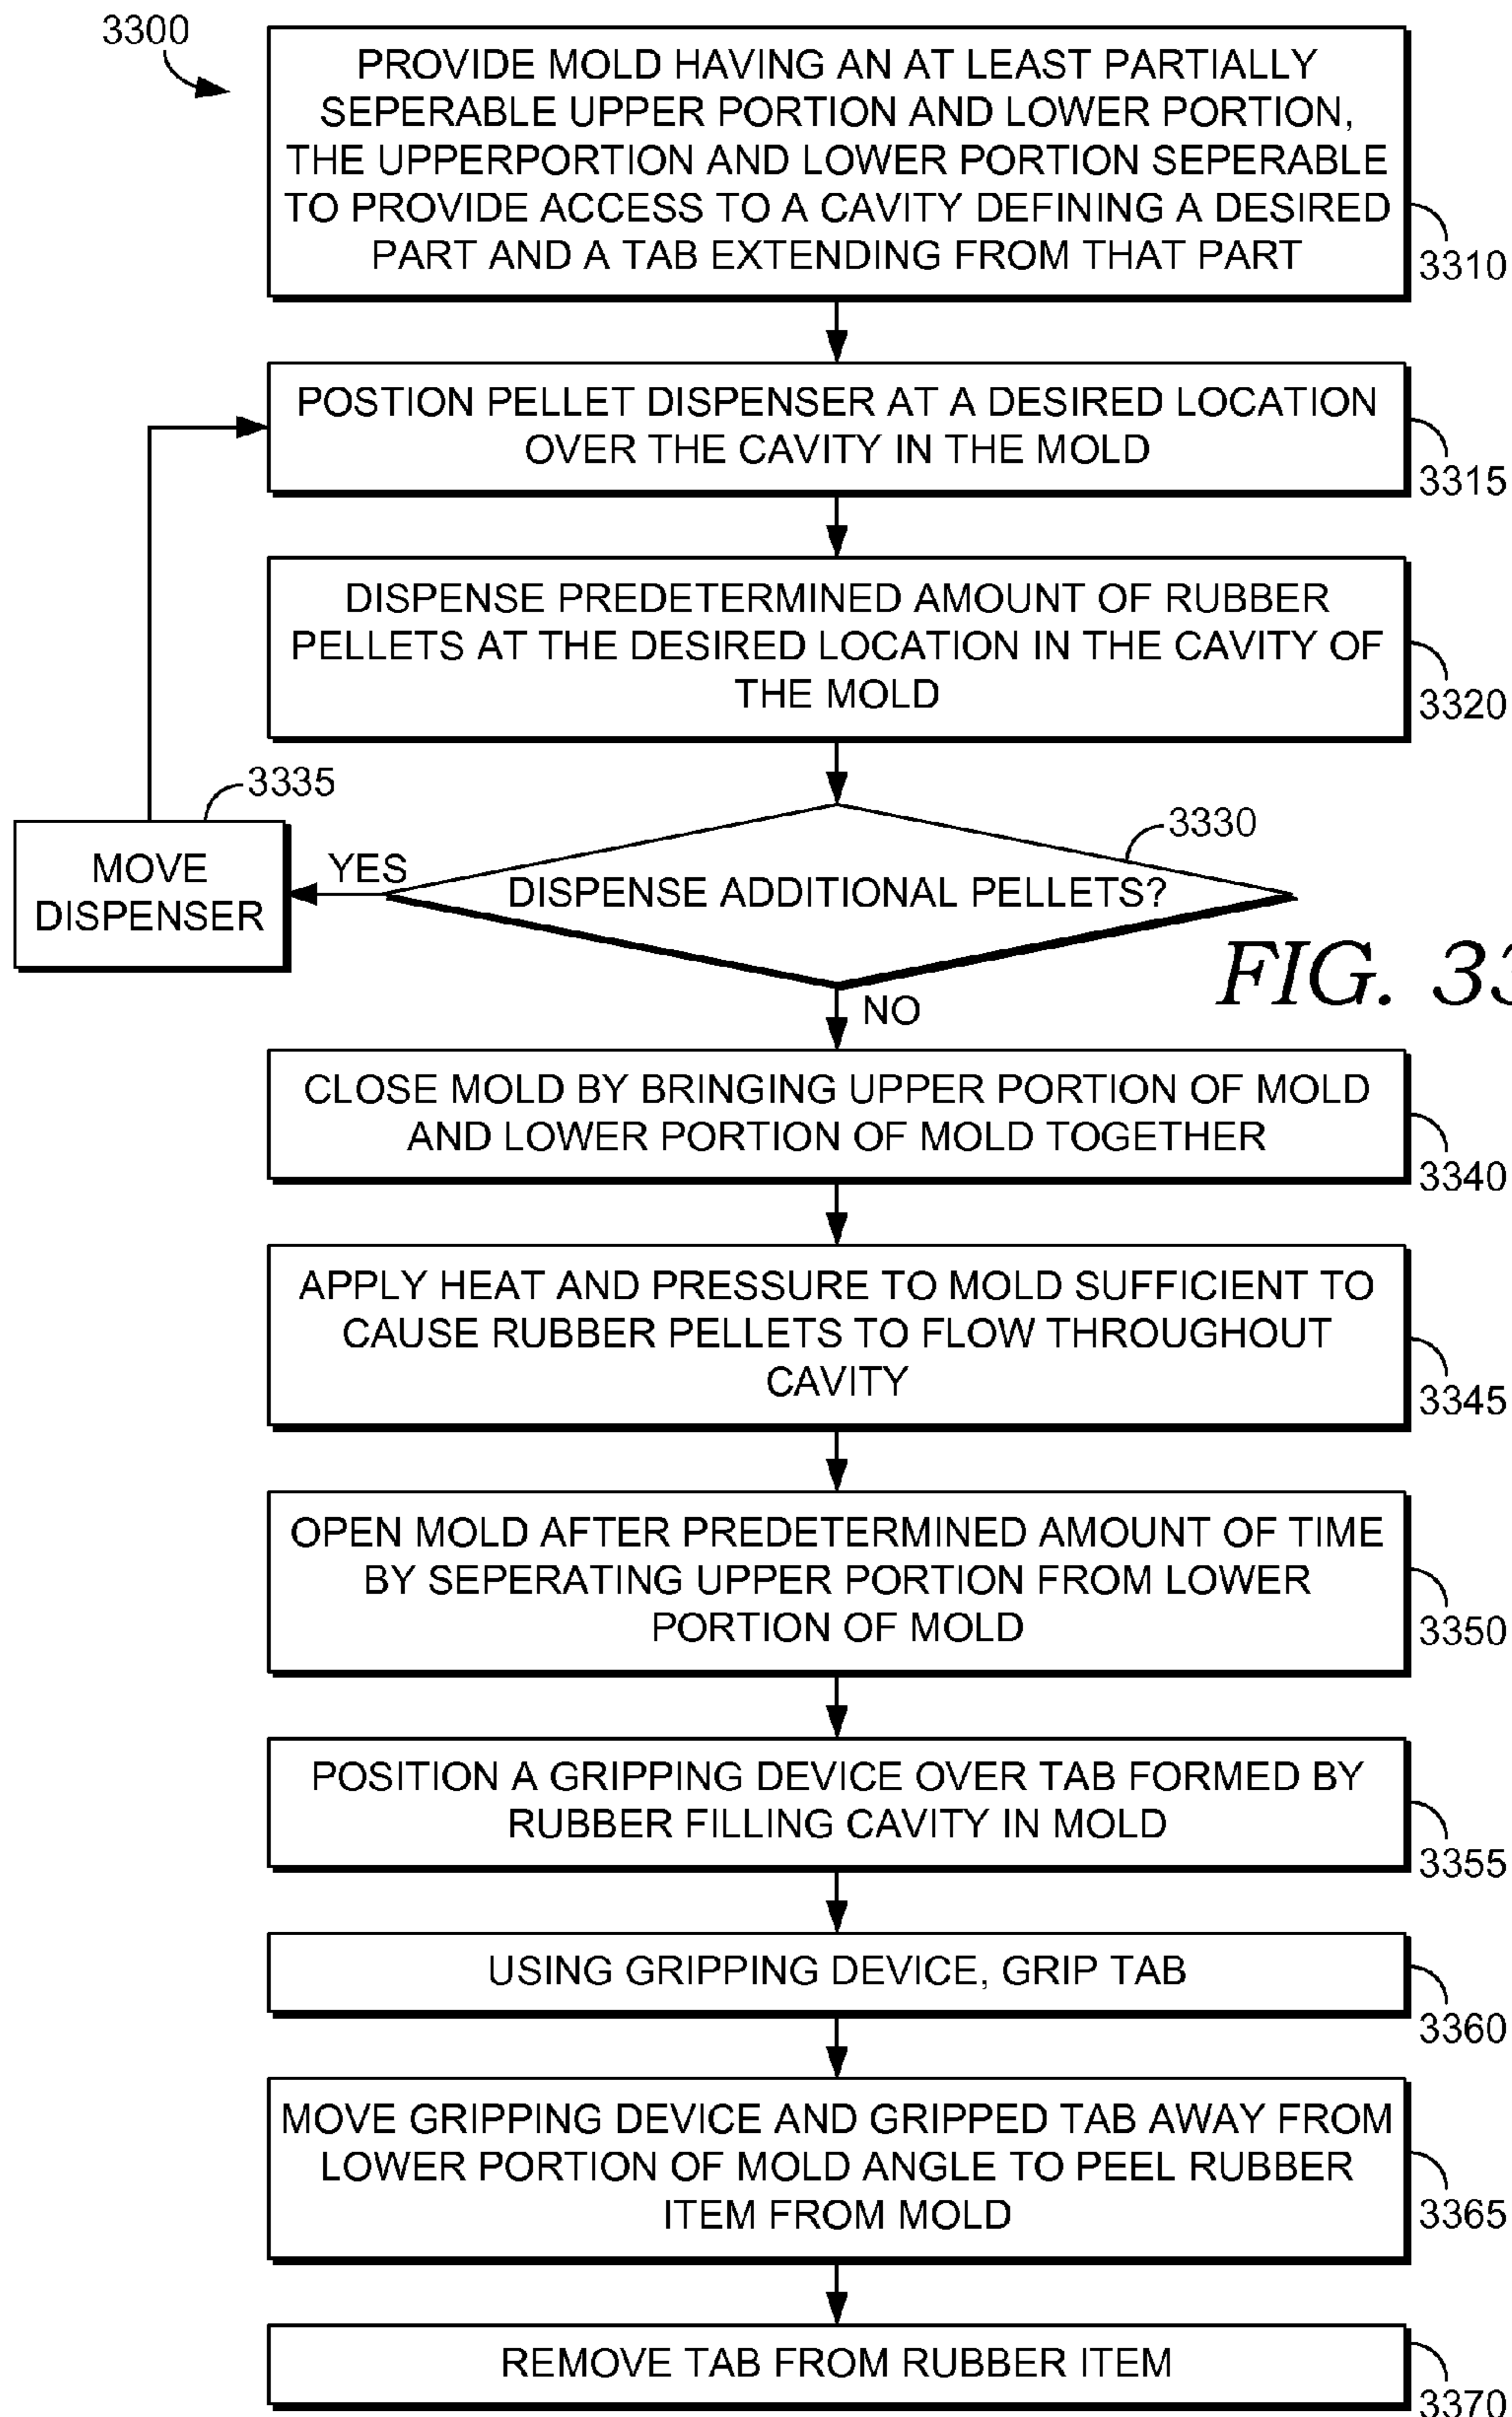 3300
PROVIDE MOLD HAVING AN AT LEAST PARTIALLY
SEPERABLE UPPER PORTION AND LOWER PORTION,
THE UPPERPORTION AND LOWER PORTION SEPERABLE
TO PROVIDE ACCESS TO A CAVITY DEFINING A DESIRED
PART AND A TAB EXTENDING FROM THAT PART
3310
POSTION PELLET DISPENSER AT A DESIRED LOCATION
OVER THE CAVITY IN THE MOLD
3315
DISPENSE PREDETERMINED AMOUNT OF RUBBER
PELLETS AT THE DESIRED LOCATION IN THE CAVITY OF
THE MOLD
3320
3335
MOVE
DISPENSER
YES
3330
DISPENSE ADDITIONAL PELLETS?
FIG. 33
NO
CLOSE MOLD BY BRINGING UPPER PORTION OF MOLD
AND LOWER PORTION OF MOLD TOGETHER
3340
APPLY HEAT AND PRESSURE TO MOLD SUFFICIENT TO
CAUSE RUBBER PELLETS TO FLOW THROUGHOUT
CAVITY
3345
OPEN MOLD AFTER PREDETERMINED AMOUNT OF TIME
BY SEPERATING UPPER PORTION FROM LOWER
PORTION OF MOLD
3350
POSITION A GRIPPING DEVICE OVER TAB FORMED BY
RUBBER FILLING CAVITY IN MOLD
3355
USING GRIPPING DEVICE, GRIP TAB
3360
MOVE GRIPPING DEVICE AND GRIPPED TAB AWAY FROM
LOWER PORTION OF MOLD ANGLE TO PEEL RUBBER
ITEM FROM MOLD
3365
REMOVE TAB FROM RUBBER ITEM
3370